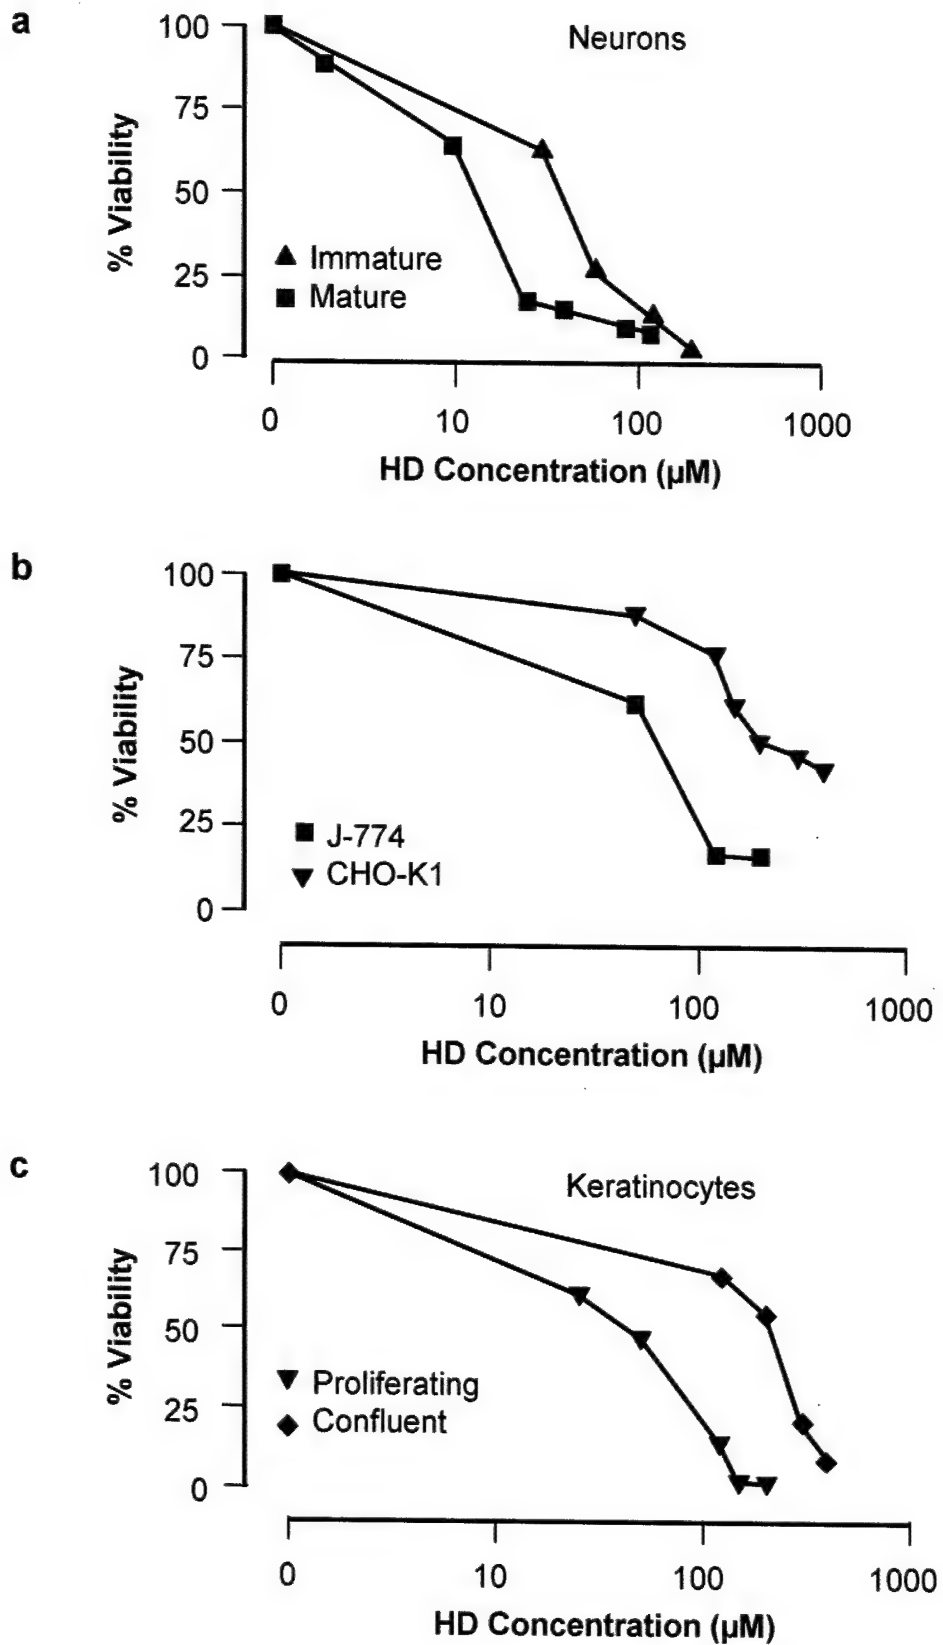 a
Neurons
100
75
50
25
0
% Viability
Immature
Mature
0 10 100 1000
HD Concentration (µM)
b
100
75
50
25
0
% Viability
J-774
CHO-K1
0 10 100 1000
HD Concentration (µM)
c
Keratinocytes
100
75
50
25
0
% Viability
Proliferating
Confluent
0 10 100 1000
HD Concentration (µM)